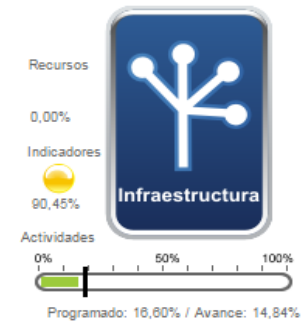 Recursos
0,00%
Indicadores
90,45%
Infraestructura
Actividades
0% 50% 100%
Programado: 16,60% / Avance: 14,84%